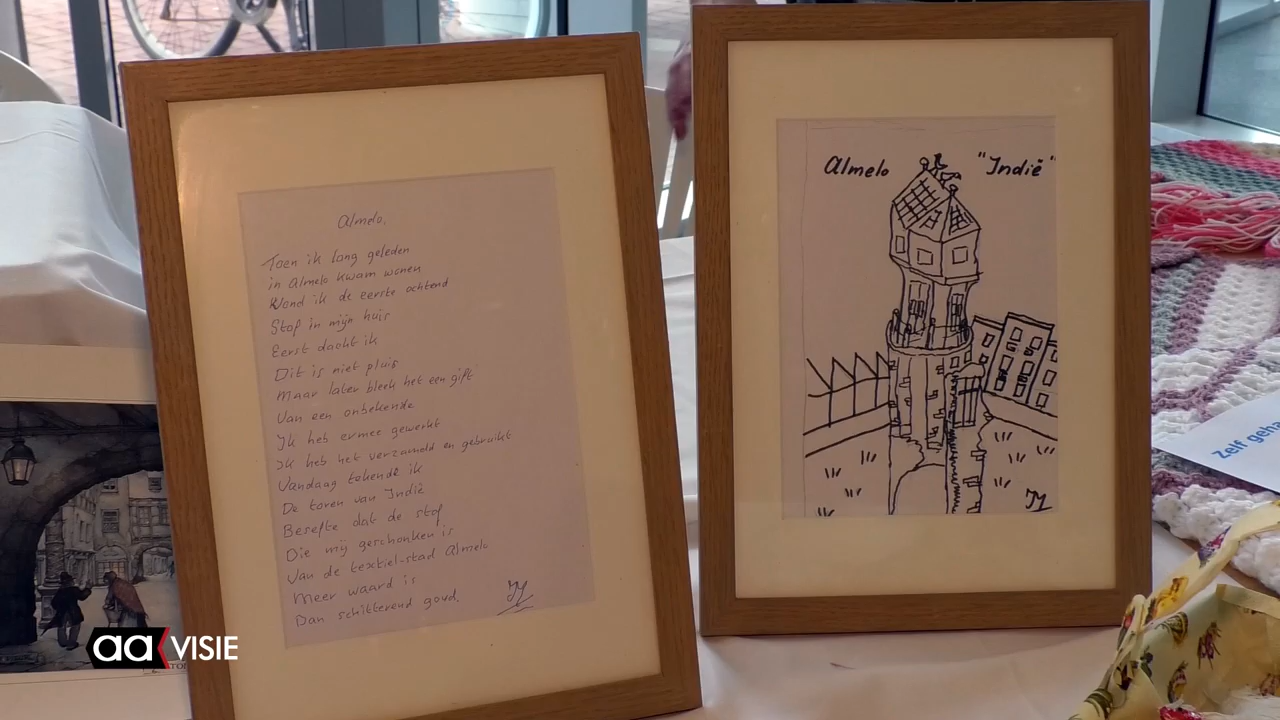 Almelo.
Toen ik lang geleden
in Almelo kwam wonen
Vond ik de eerste ochtend
Stof in mijn huis
Eerst dacht ik
Dit is niet pluis
Maar later bleek het een gift
Van een onbekende
Ik heb ermee gewerkt
Ik heb het verzameld en gebruikt
Vandaag tekende ik
De toren van Indië
Besefte dat de stof
Die mij geschonken is
Van de textiel-stad Almelo
Meer waard is
Dan schitterend goud.
Almelo "Indië"
Zelf geha
aa VISIE